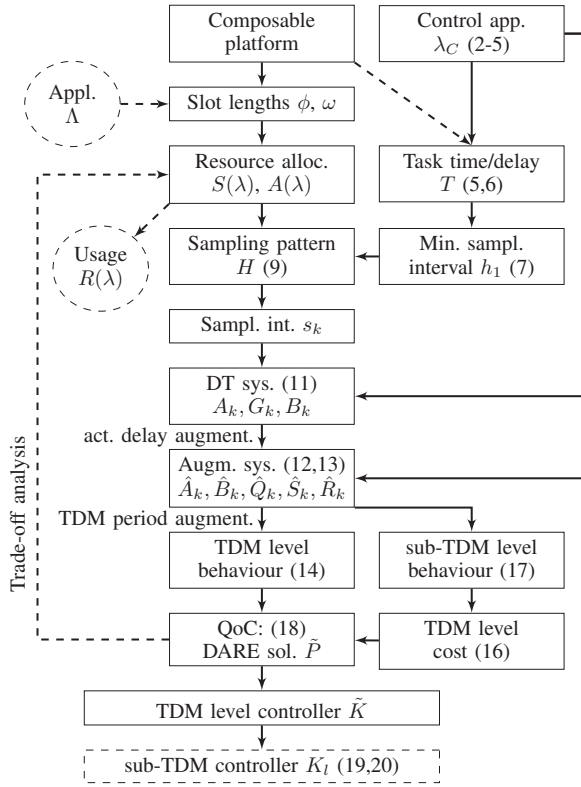 Composable
platform
Control app.
λ_C (2-5)
Appl.
Λ
Slot lengths ϕ, ω
Resource alloc.
S(λ), A(λ)
Task time/delay
T (5,6)
Usage
R(λ)
Sampling pattern
H (9)
Min. sampl.
interval h_1 (7)
Sampl. int. s_k
DT sys. (11)
A_k, G_k, B_k
act. delay augment.
Augm. sys. (12,13)
Â_k, B̂_k, Q̂_k, Ŝ_k, R̂_k
TDM period augment.
Trade-off analysis
TDM level
behaviour (14)
sub-TDM level
behaviour (17)
QoC: (18)
DARE sol. P̃
TDM level
cost (16)
TDM level controller K̃
sub-TDM controller K_l (19,20)